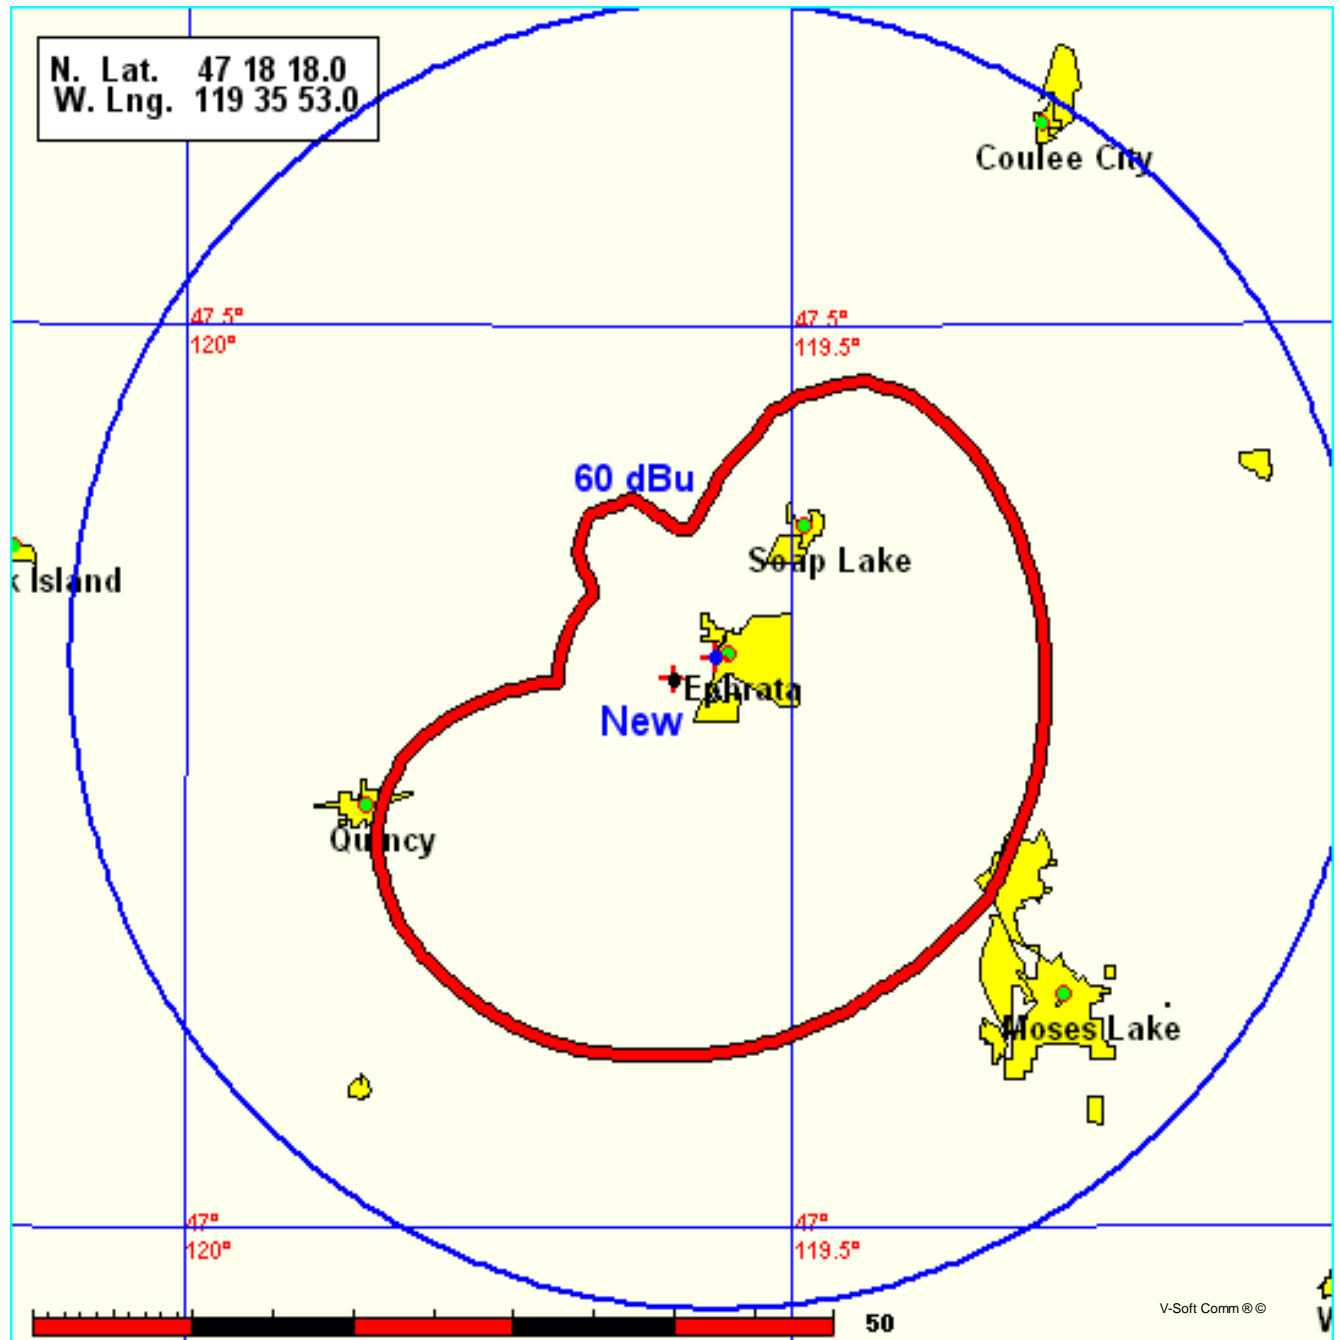 N. Lat. 47 18 18.0
W. Lng. 119 35 53.0
Coulee City
47.5°
120°
47.5°
119.5°
60 dBu
Soap Lake
k Island
Ephrata
New
Quincy
Moses Lake
47°
120°
47°
119.5°
V-Soft Comm ® ©
W
50